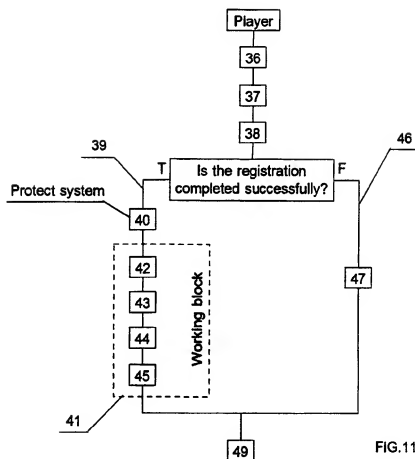 Player
36
37
38
39
46
T
Is the registration
completed successfully?
F
Protect system
40
42
47
43
Working block
44
45
41
49
FIG.11